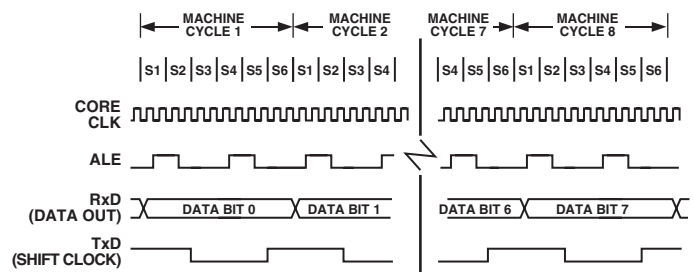 MACHINE CYCLE 1 MACHINE CYCLE 2 MACHINE CYCLE 7 MACHINE CYCLE 8
S1 S2 S3 S4 S5 S6 S1 S2 S3 S4 S4 S5 S6 S1 S2 S3 S4 S5 S6
CORE CLK
ALE
RxD (DATA OUT) DATA BIT 0 DATA BIT 1 DATA BIT 6 DATA BIT 7
TxD (SHIFT CLOCK)